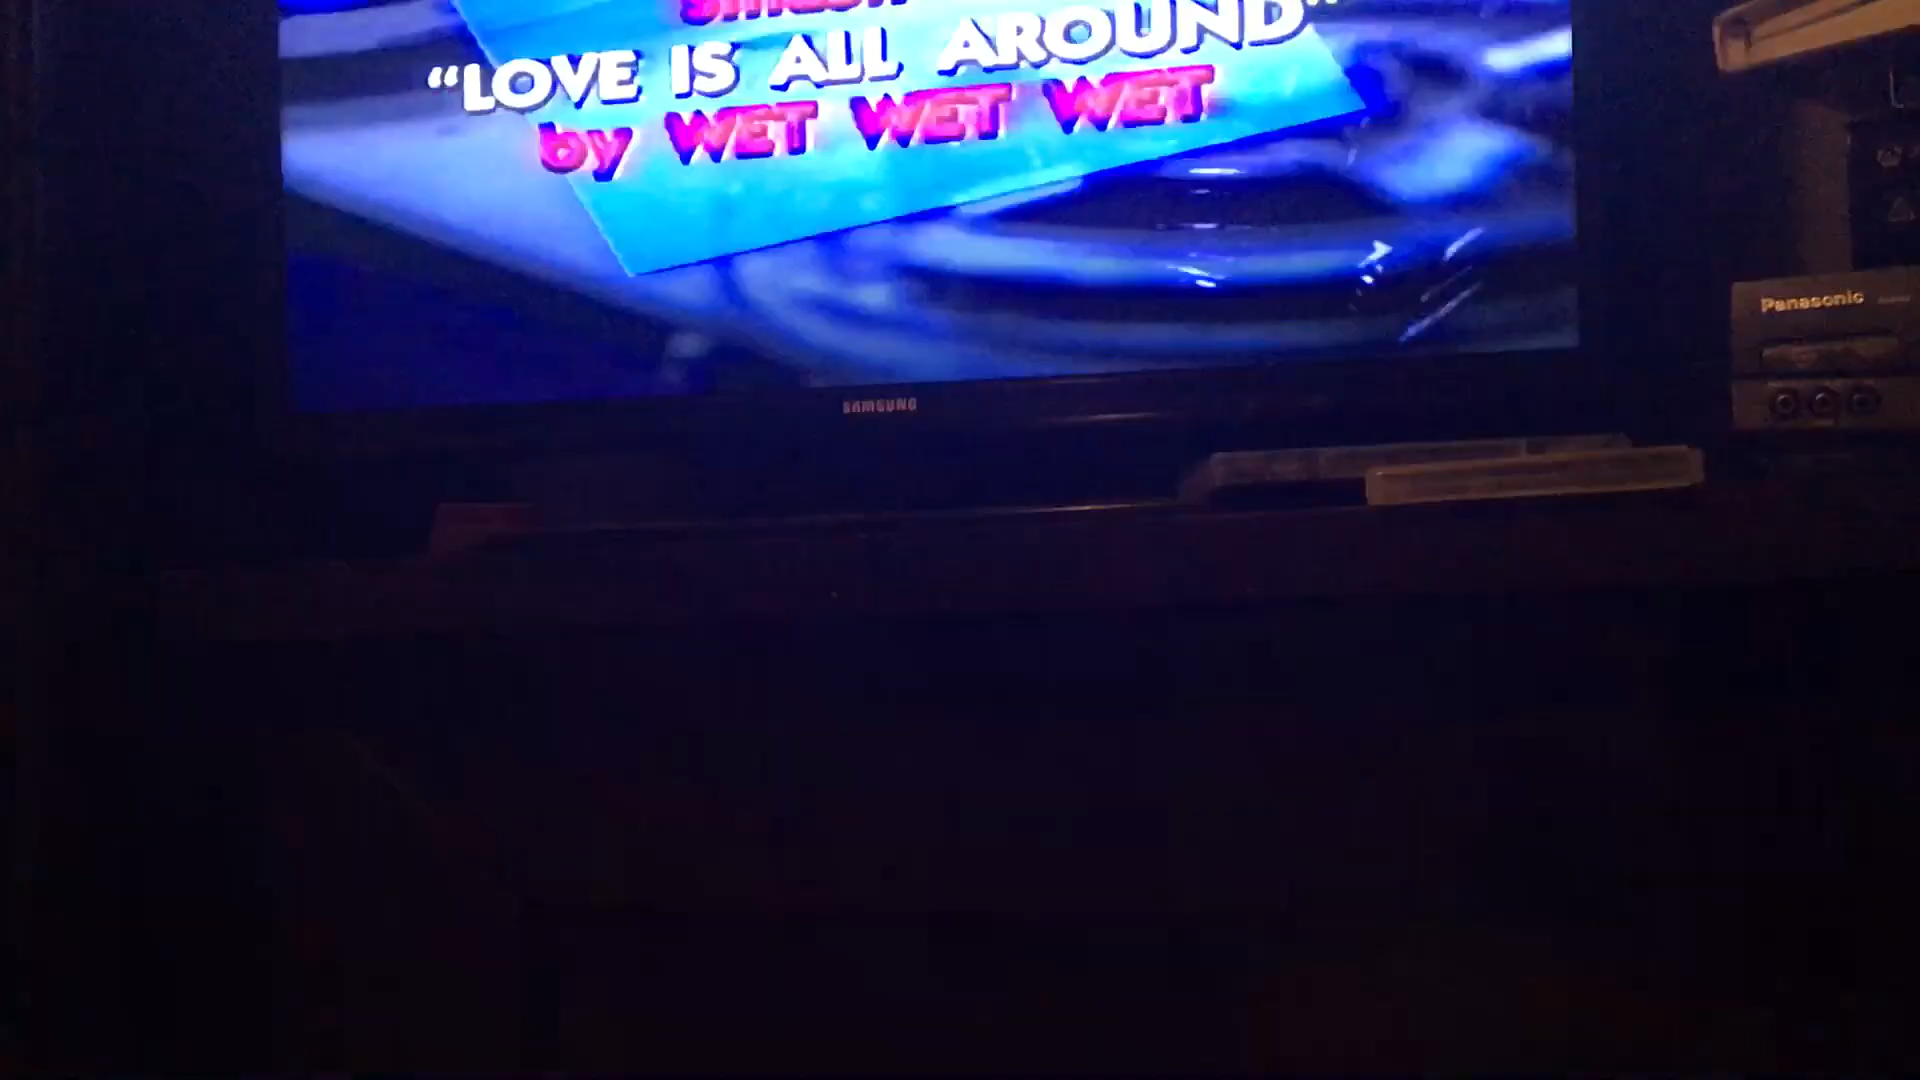 "LOVE IS ALL AROUND"
by WET WET WET
SAMSUNG
Panasonic